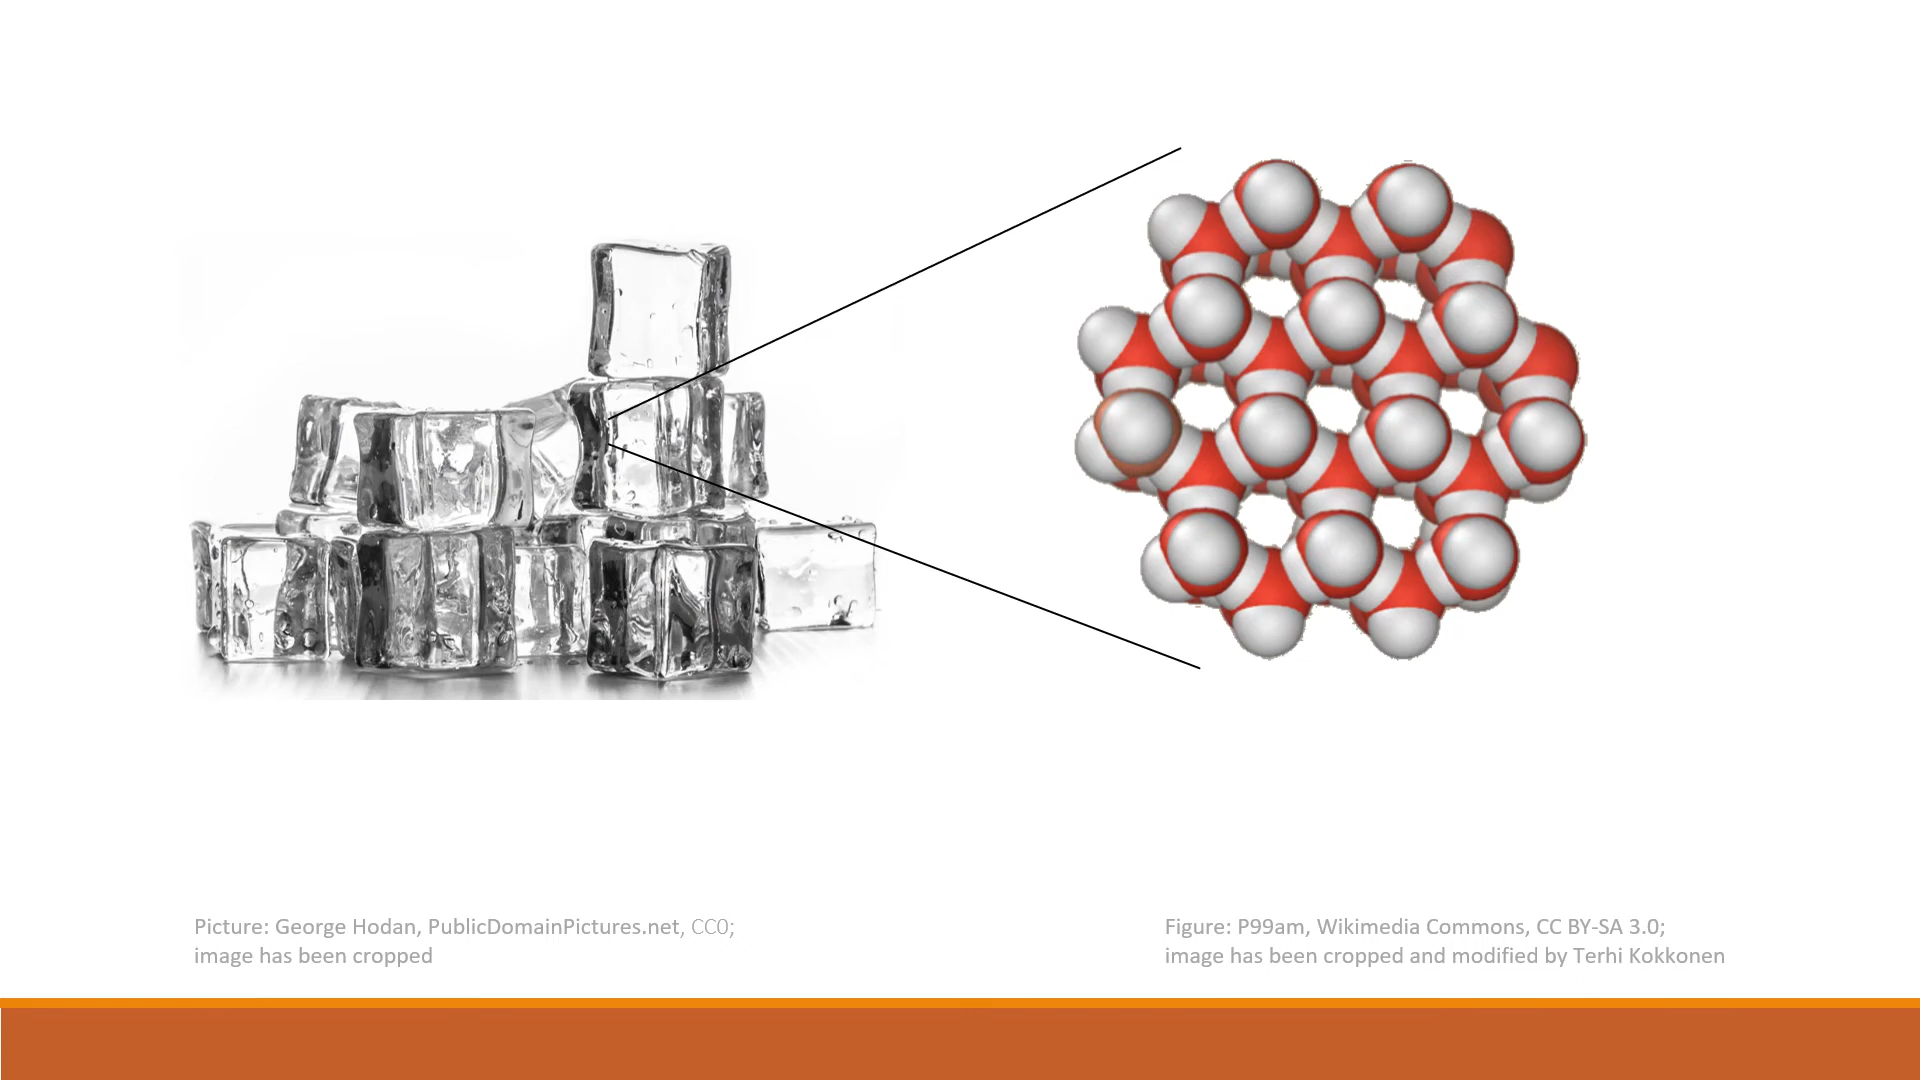 Picture: George Hodan, PublicDomainPictures.net, CC0;
image has been cropped
Figure: P99am, Wikimedia Commons, CC BY-SA 3.0;
image has been cropped and modified by Terhi Kokkonen